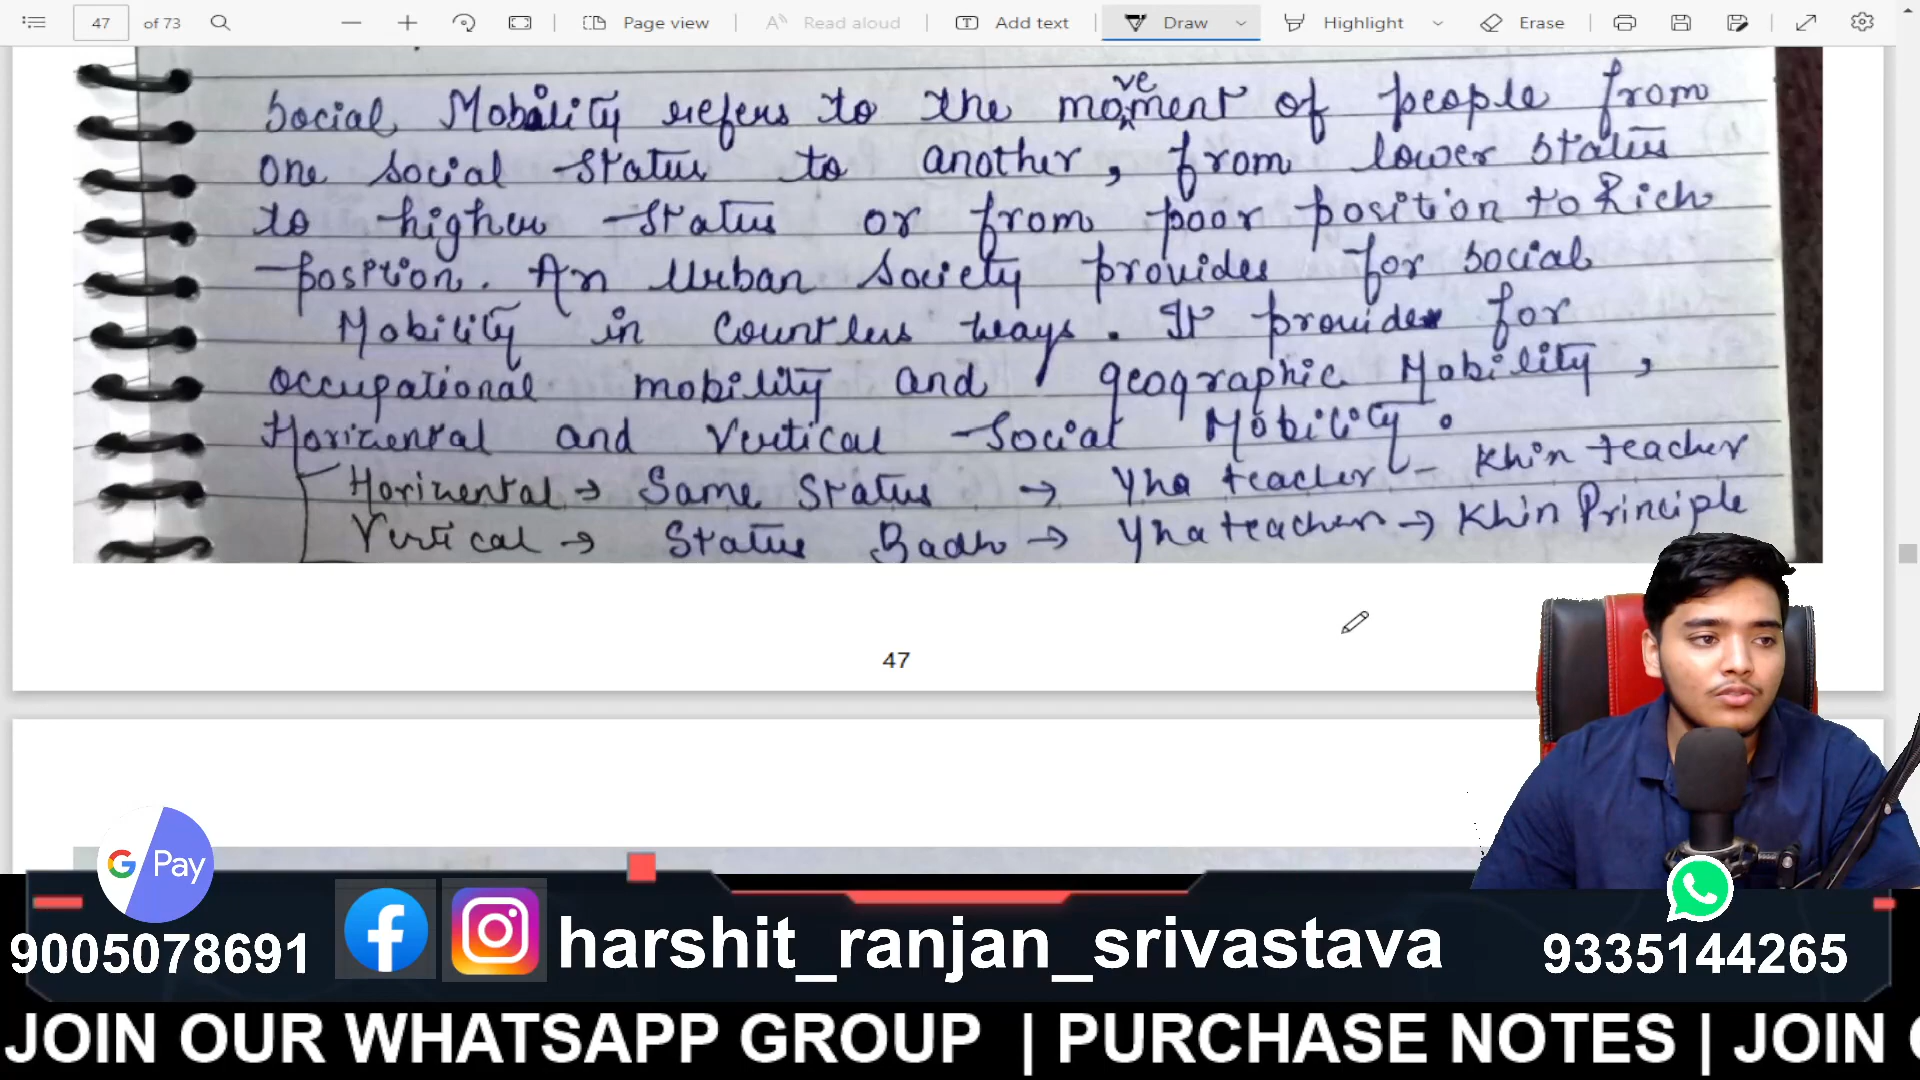 47 of 73 Page view Read aloud Add text Draw Highlight Erase
Social Mobility refers to the movement of people from
one social status to another, from lower status
to higher status or from poor position to Rich
position. An Urban Society provides for social
Mobility in Countless ways. It provide for
occupational mobility and geographic Mobility,
Horizental and Vertical Social Mobility.
Horizental → Same Status → Yha teacher - Khin teacher
Vertical → Status Badh → Yha teacher → Khin Principle
47
G Pay
9005078691
harshit_ranjan_srivastava
9335144265
JOIN OUR WHATSAPP GROUP | PURCHASE NOTES | JOIN